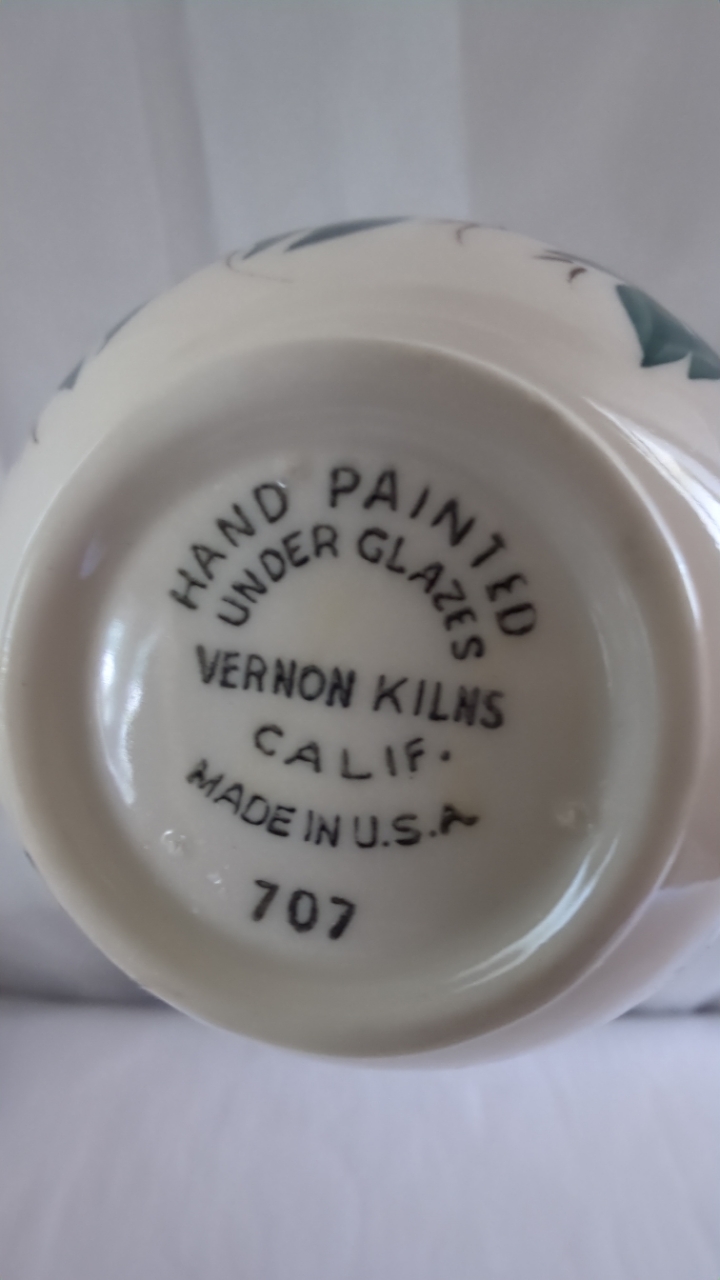 HAND PAINTED
UNDER GLAZES
VERNON KILNS
CALIF.
MADE IN U.S.A
707